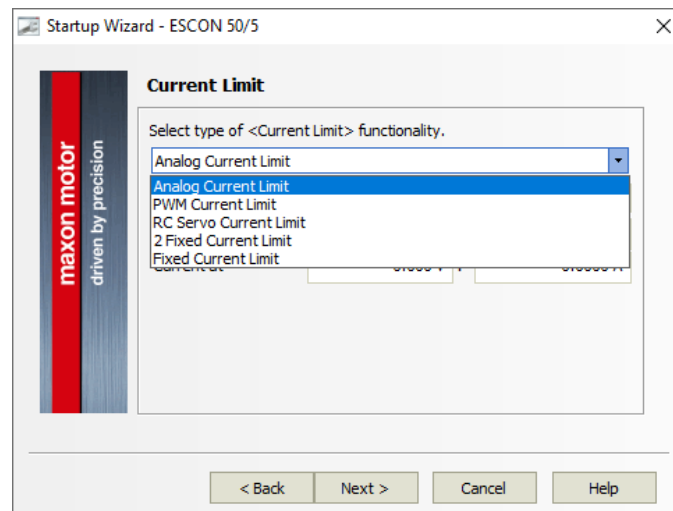 Startup Wizard - ESCON 50/5
maxon motor
driven by precision
Current Limit
Select type of <Current Limit> functionality.
Analog Current Limit
Analog Current Limit
PWM Current Limit
RC Servo Current Limit
2 Fixed Current Limit
Fixed Current Limit
< Back
Next >
Cancel
Help